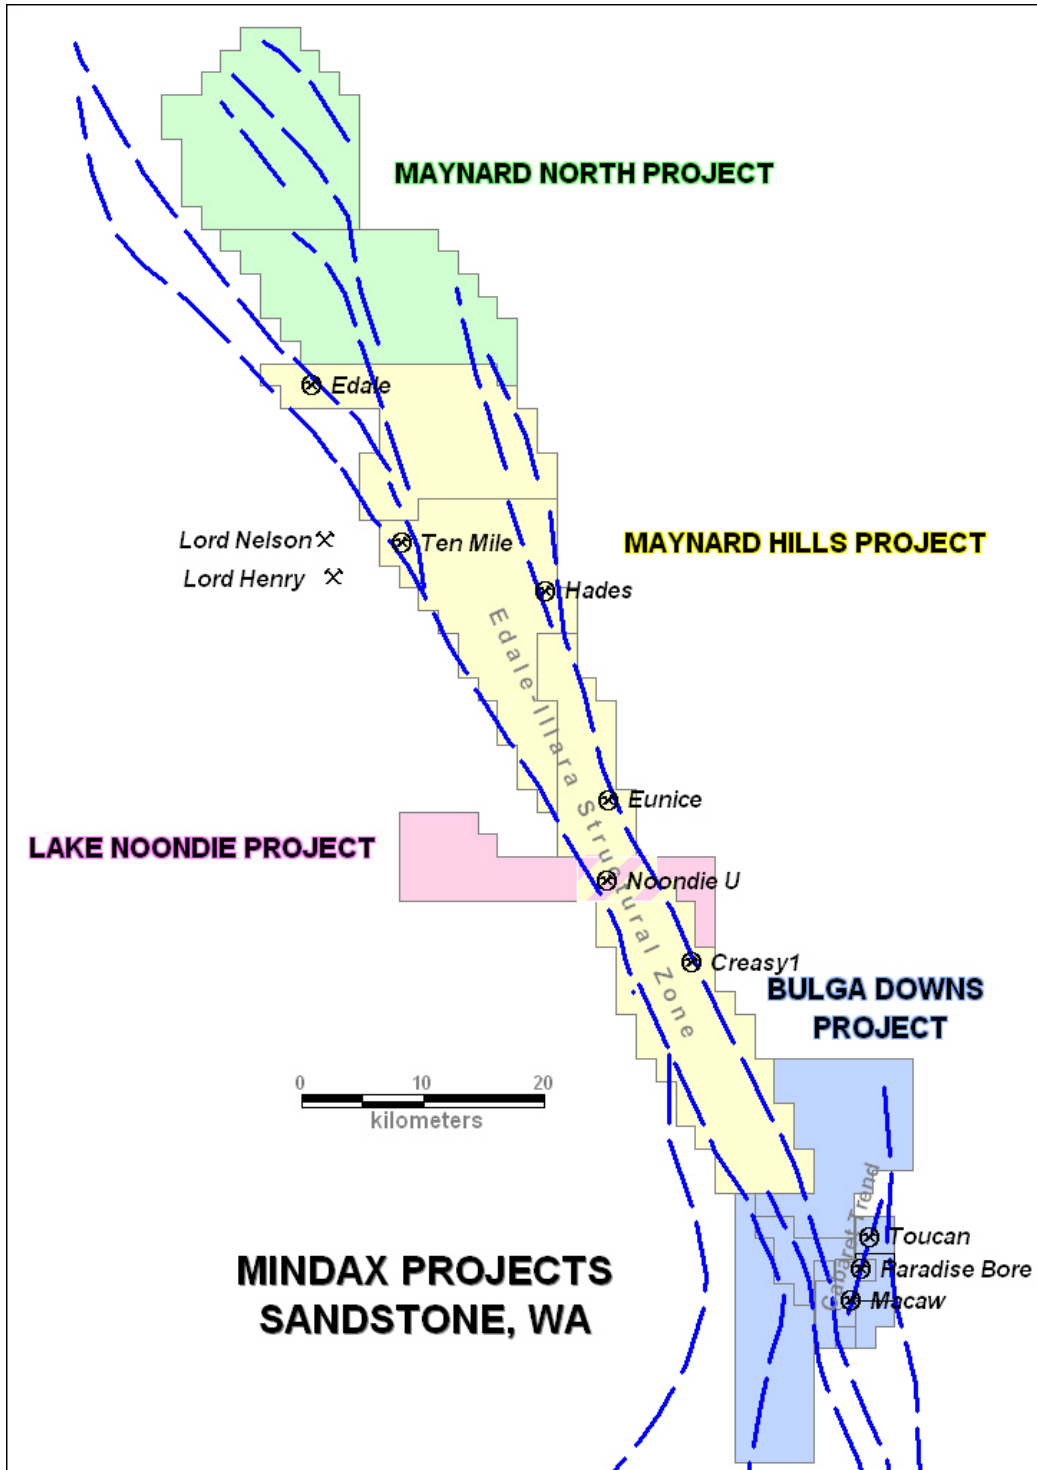 MAYNARD NORTH PROJECT
Edale
Lord Nelson
Ten Mile
MAYNARD HILLS PROJECT
Lord Henry
Hades
Edale-Illara Structural Zone
Eunice
LAKE NOONDIE PROJECT
Noondie U
Creasy1
BULGA DOWNS
PROJECT
0 10 20
kilometers
Cabaret Trend
Toucan
Paradise Bore
Macaw
MINDAX PROJECTS
SANDSTONE, WA